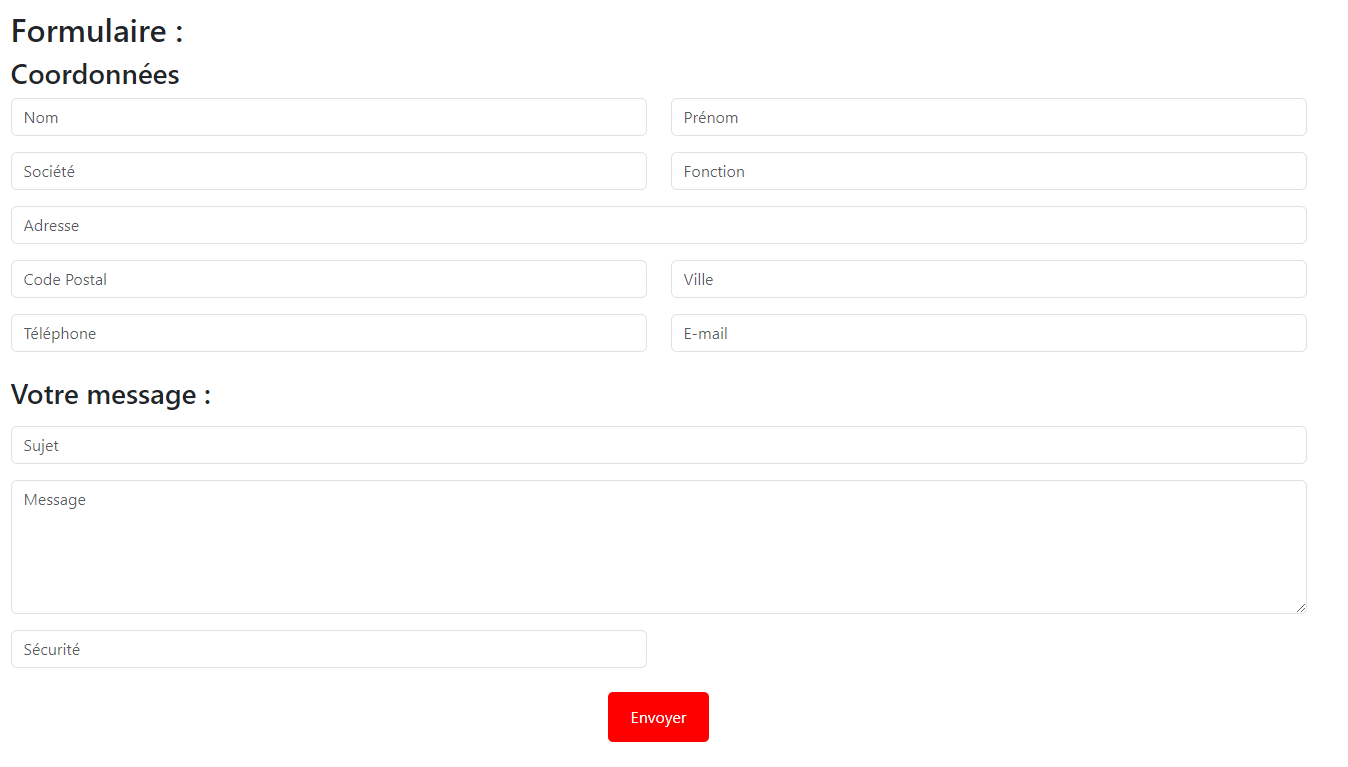 Formulaire :
Coordonnées
Nom Prénom
Société Fonction
Adresse
Code Postal Ville
Téléphone E-mail
Votre message :
Sujet
Message
Sécurité
Envoyer